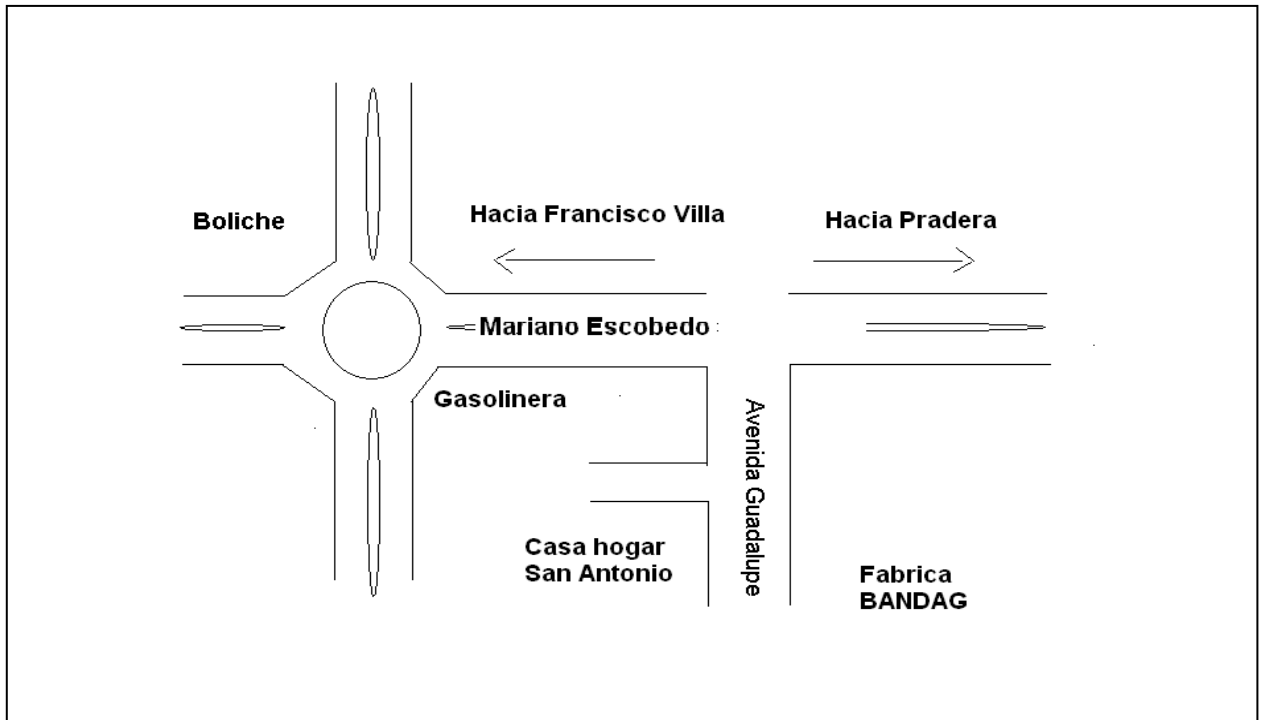 Boliche
Hacia Francisco Villa
Hacia Pradera
Mariano Escobedo
Gasolinera
Avenida Guadalupe
Casa hogar
San Antonio
Fabrica
BANDAG